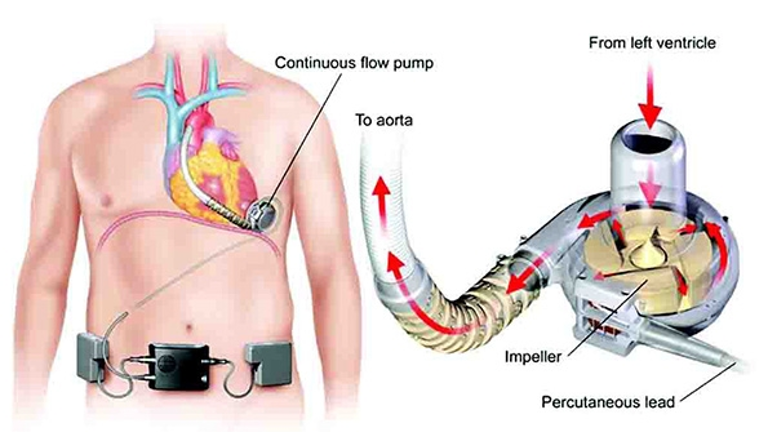 Continuous flow pump
To aorta
From left ventricle
Impeller
Percutaneous lead